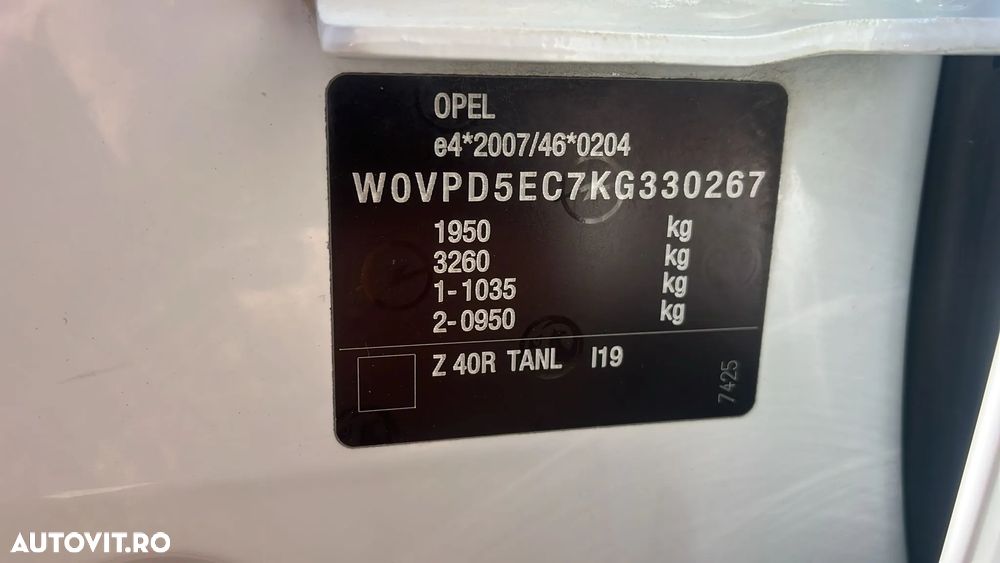 OPEL
e4*2007/46*0204
W0VPD5EC7KG330267
1950 kg
3260 kg
1-1035 kg
2-0950 kg
Z 40R TANL I19
7425
AUTOVIT.RO